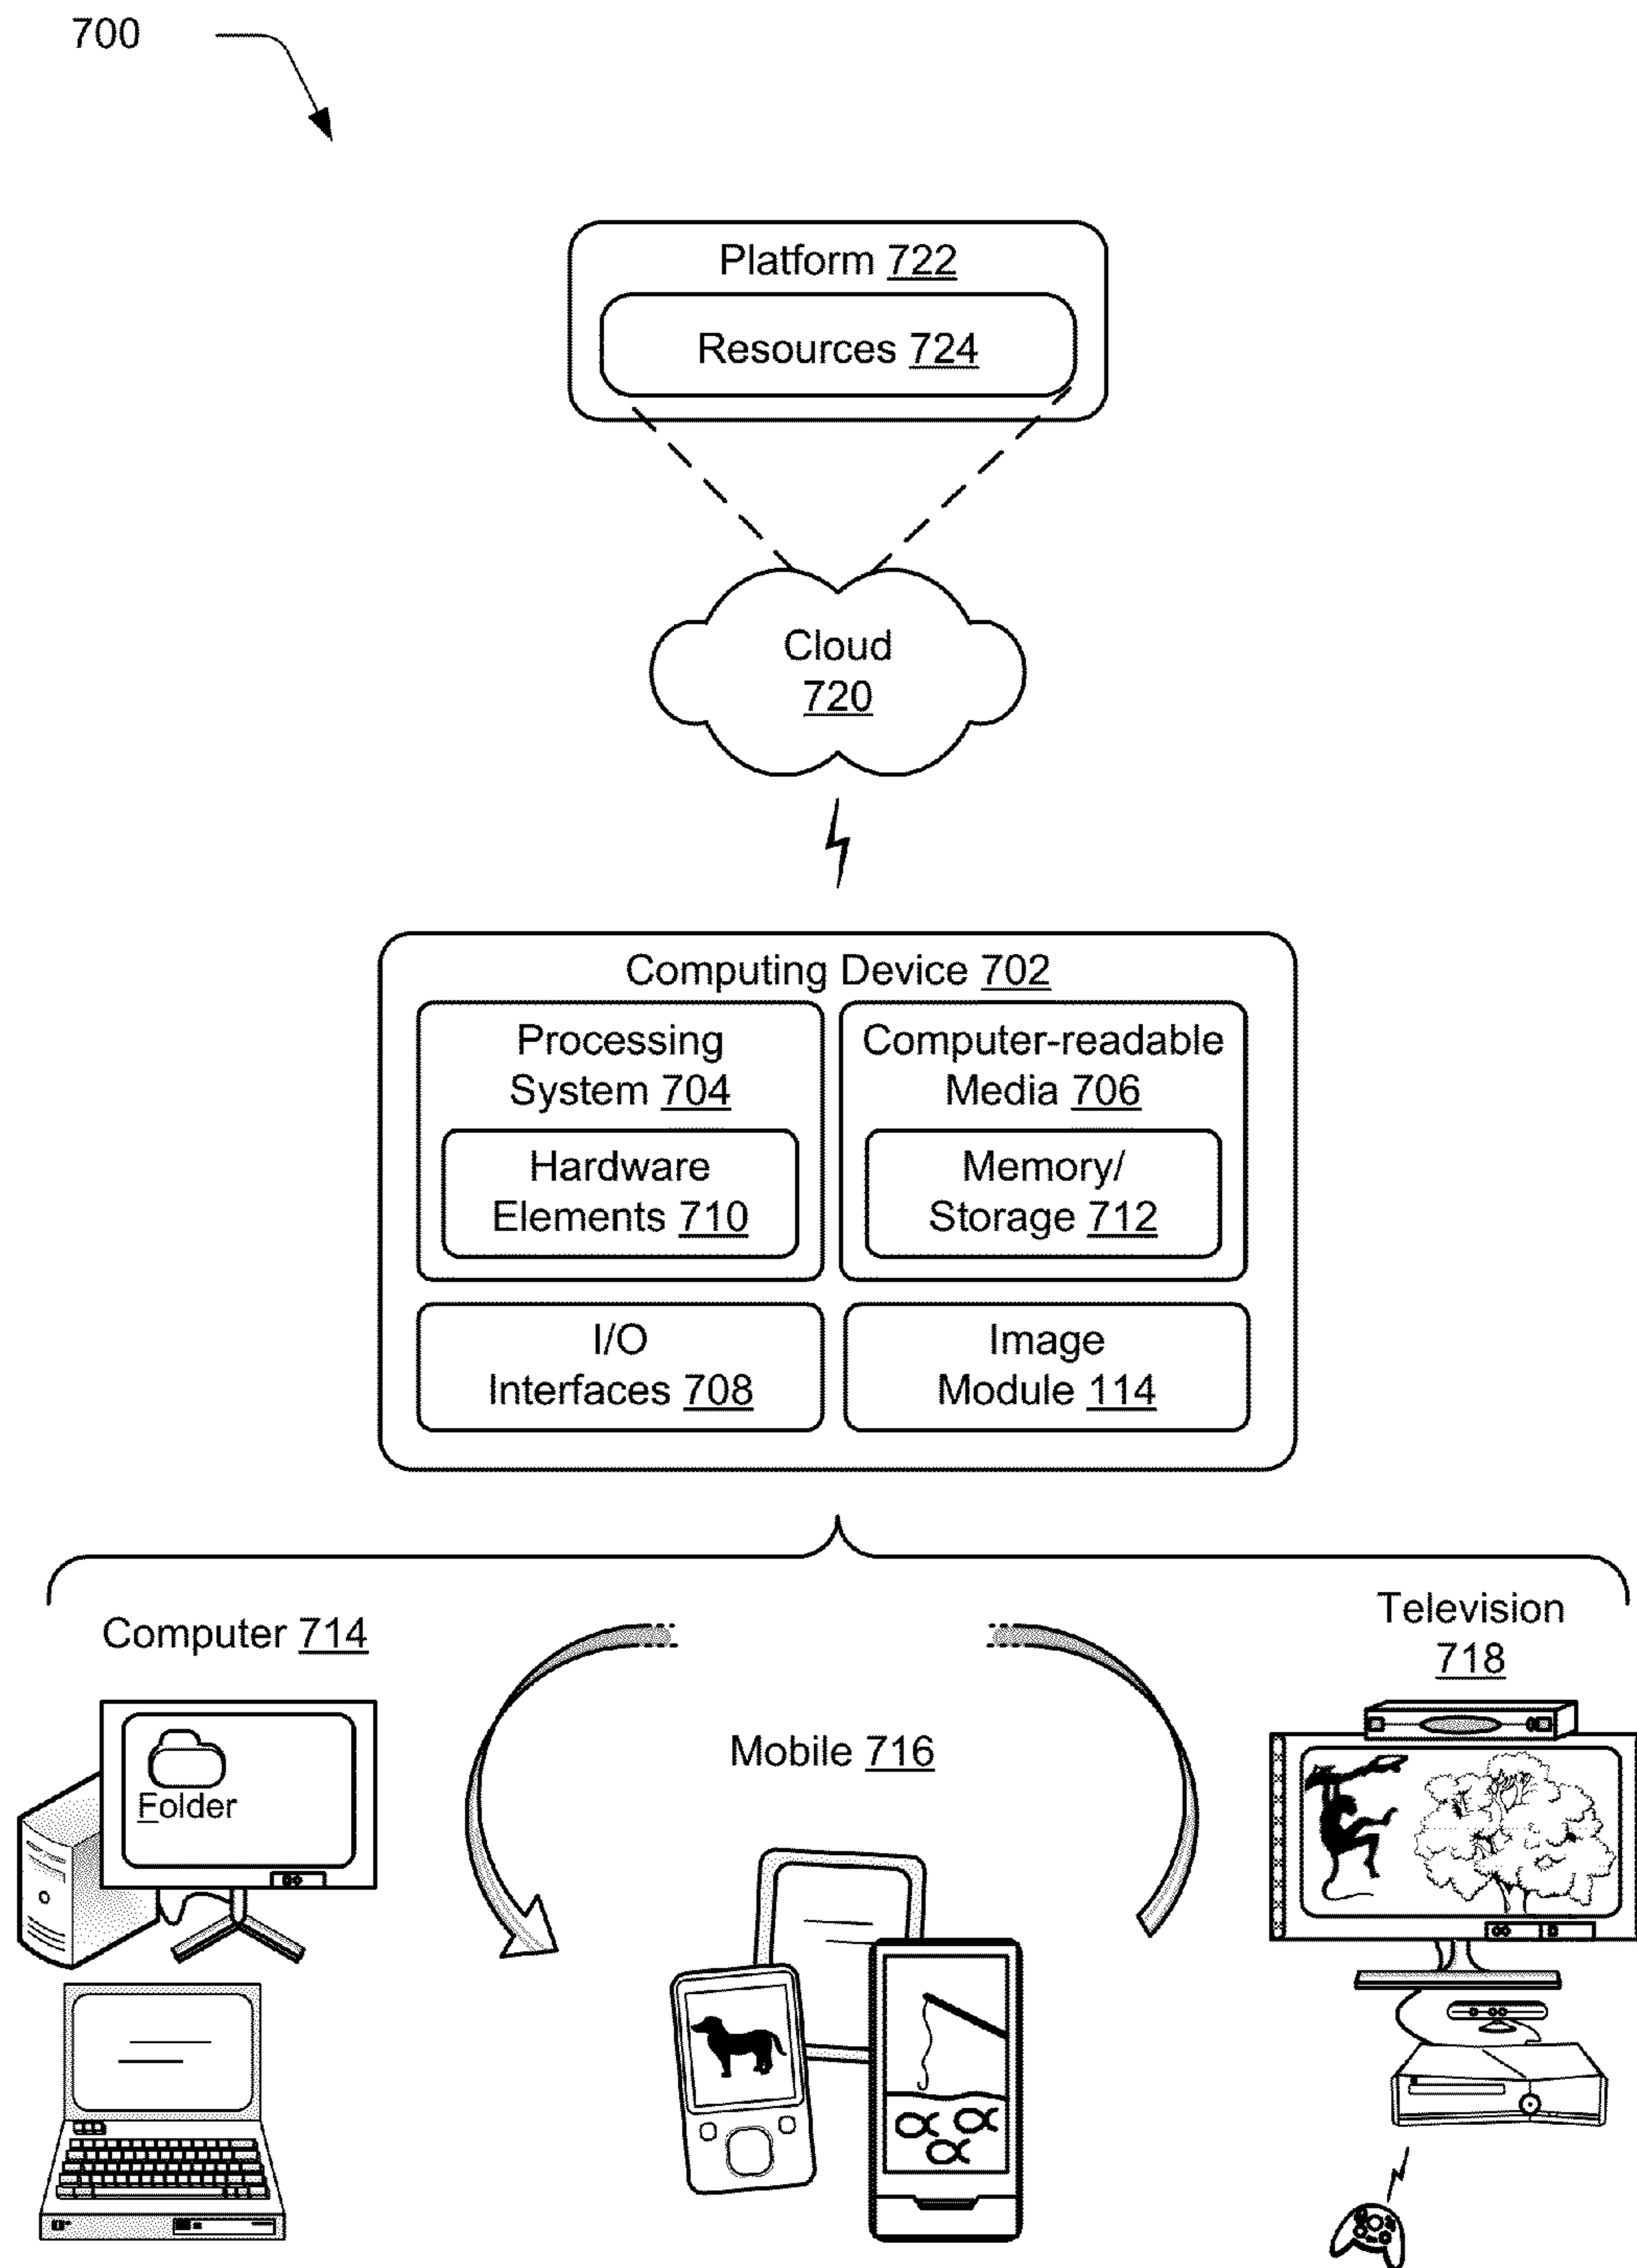 700
Platform 722
Resources 724
Cloud
720
Computing Device 702
Processing
System 704
Hardware
Elements 710
Computer-readable
Media 706
Memory/
Storage 712
I/O
Interfaces 708
Image
Module 114
Computer 714
Folder
Mobile 716
Television
718